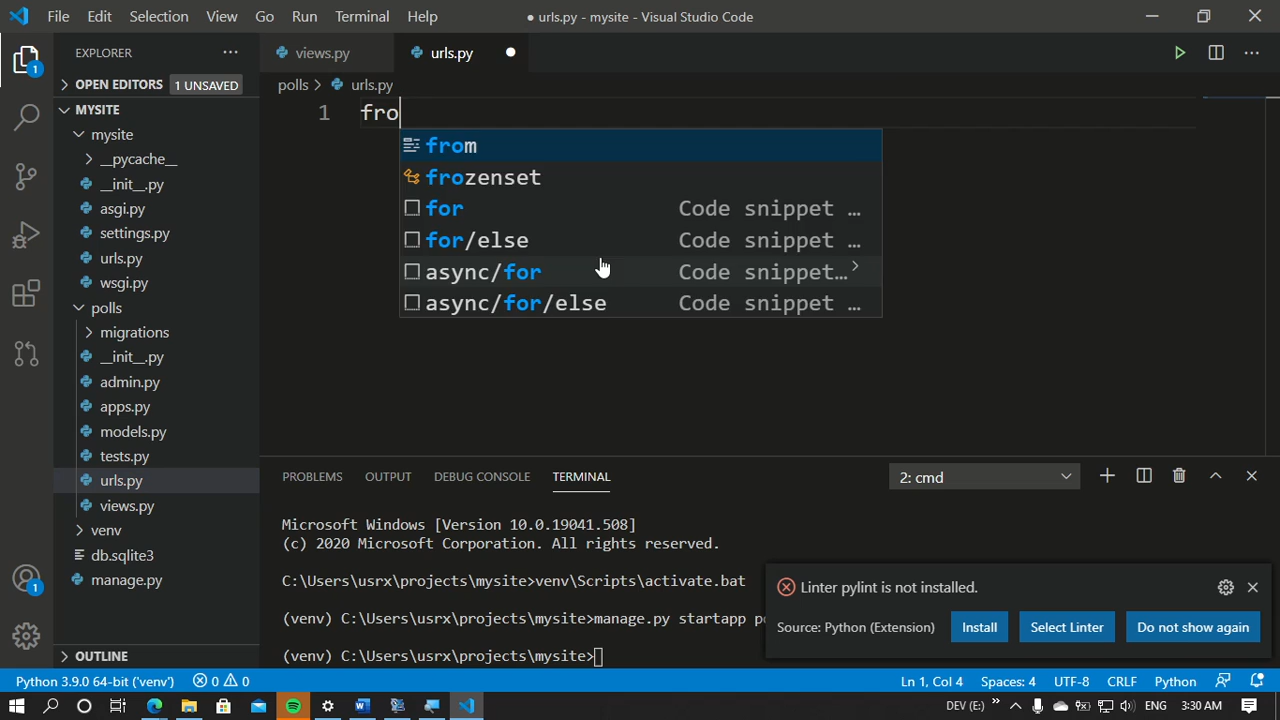 File Edit Selection View Go Run Terminal Help
● urls.py - mysite - Visual Studio Code
EXPLORER ···
views.py
urls.py
1
OPEN EDITORS 1 UNSAVED
polls > urls.py
MYSITE
1 fro
mysite
__pycache__
__init__.py
asgi.py
settings.py
urls.py
wsgi.py
polls
migrations
__init__.py
admin.py
apps.py
models.py
tests.py
urls.py
views.py
venv
db.sqlite3
manage.py
OUTLINE
from
frozenset
for Code snippet …
for/else Code snippet …
async/for Code snippet…
async/for/else Code snippet …
PROBLEMS OUTPUT DEBUG CONSOLE TERMINAL
2: cmd
Microsoft Windows [Version 10.0.19041.508]
(c) 2020 Microsoft Corporation. All rights reserved.
C:\Users\usrx\projects\mysite>venv\Scripts\activate.bat
(venv) C:\Users\usrx\projects\mysite>manage.py startapp po
(venv) C:\Users\usrx\projects\mysite>
Linter pylint is not installed.
Source: Python (Extension) Install Select Linter Do not show again
1
Python 3.9.0 64-bit ('venv') 0 0
Ln 1, Col 4 Spaces: 4 UTF-8 CRLF Python
DEV (E:) » ENG 3:30 AM